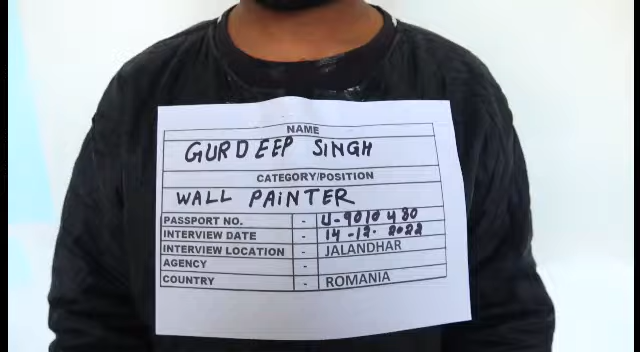 NAME
GURDEEP SINGH
CATEGORY/POSITION
WALL PAINTER
PASSPORT NO. - U-9010430
INTERVIEW DATE - 14-12-2022
INTERVIEW LOCATION - JALANDHAR
AGENCY -
COUNTRY - ROMANIA